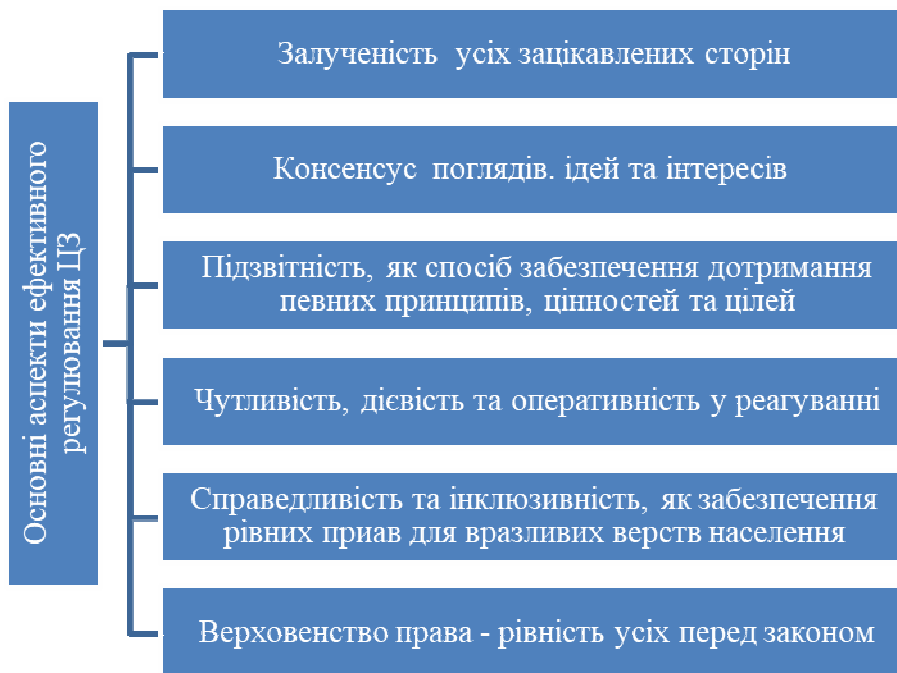 Основні аспекти ефективного
регулювання ЦЗ
Залученість усіх зацікавлених сторін
Консенсус поглядів. ідей та інтересів
Підзвітність, як спосіб забезпечення дотримання
певних принципів, цінностей та цілей
Чутливість, дієвість та оперативність у реагуванні
Справедливість та інклюзивність, як забезпечення
рівних приав для вразливих верств населення
Верховенство права - рівність усіх перед законом